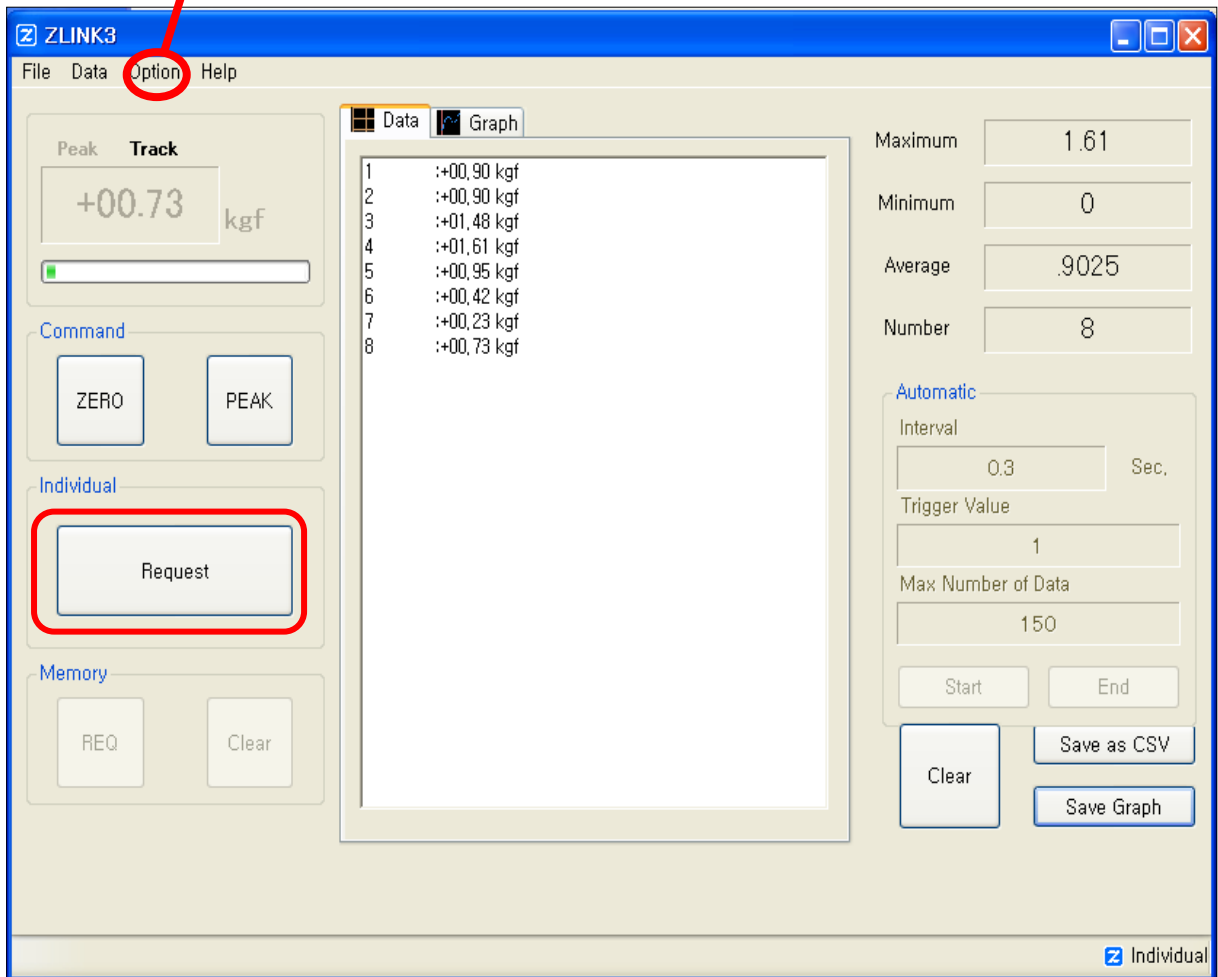 ZLINK3
File Data Option Help
Peak Track
+00.73 kgf
Command
ZERO PEAK
Individual
Request
Memory
REQ Clear
Data Graph
1 :+00,90 kgf
2 :+00,90 kgf
3 :+01,48 kgf
4 :+01,61 kgf
5 :+00,95 kgf
6 :+00,42 kgf
7 :+00,23 kgf
8 :+00,73 kgf
Maximum 1.61
Minimum 0
Average .9025
Number 8
Automatic
Interval
0.3 Sec,
Trigger Value
1
Max Number of Data
150
Start End
Clear
Save as CSV
Save Graph
Individual